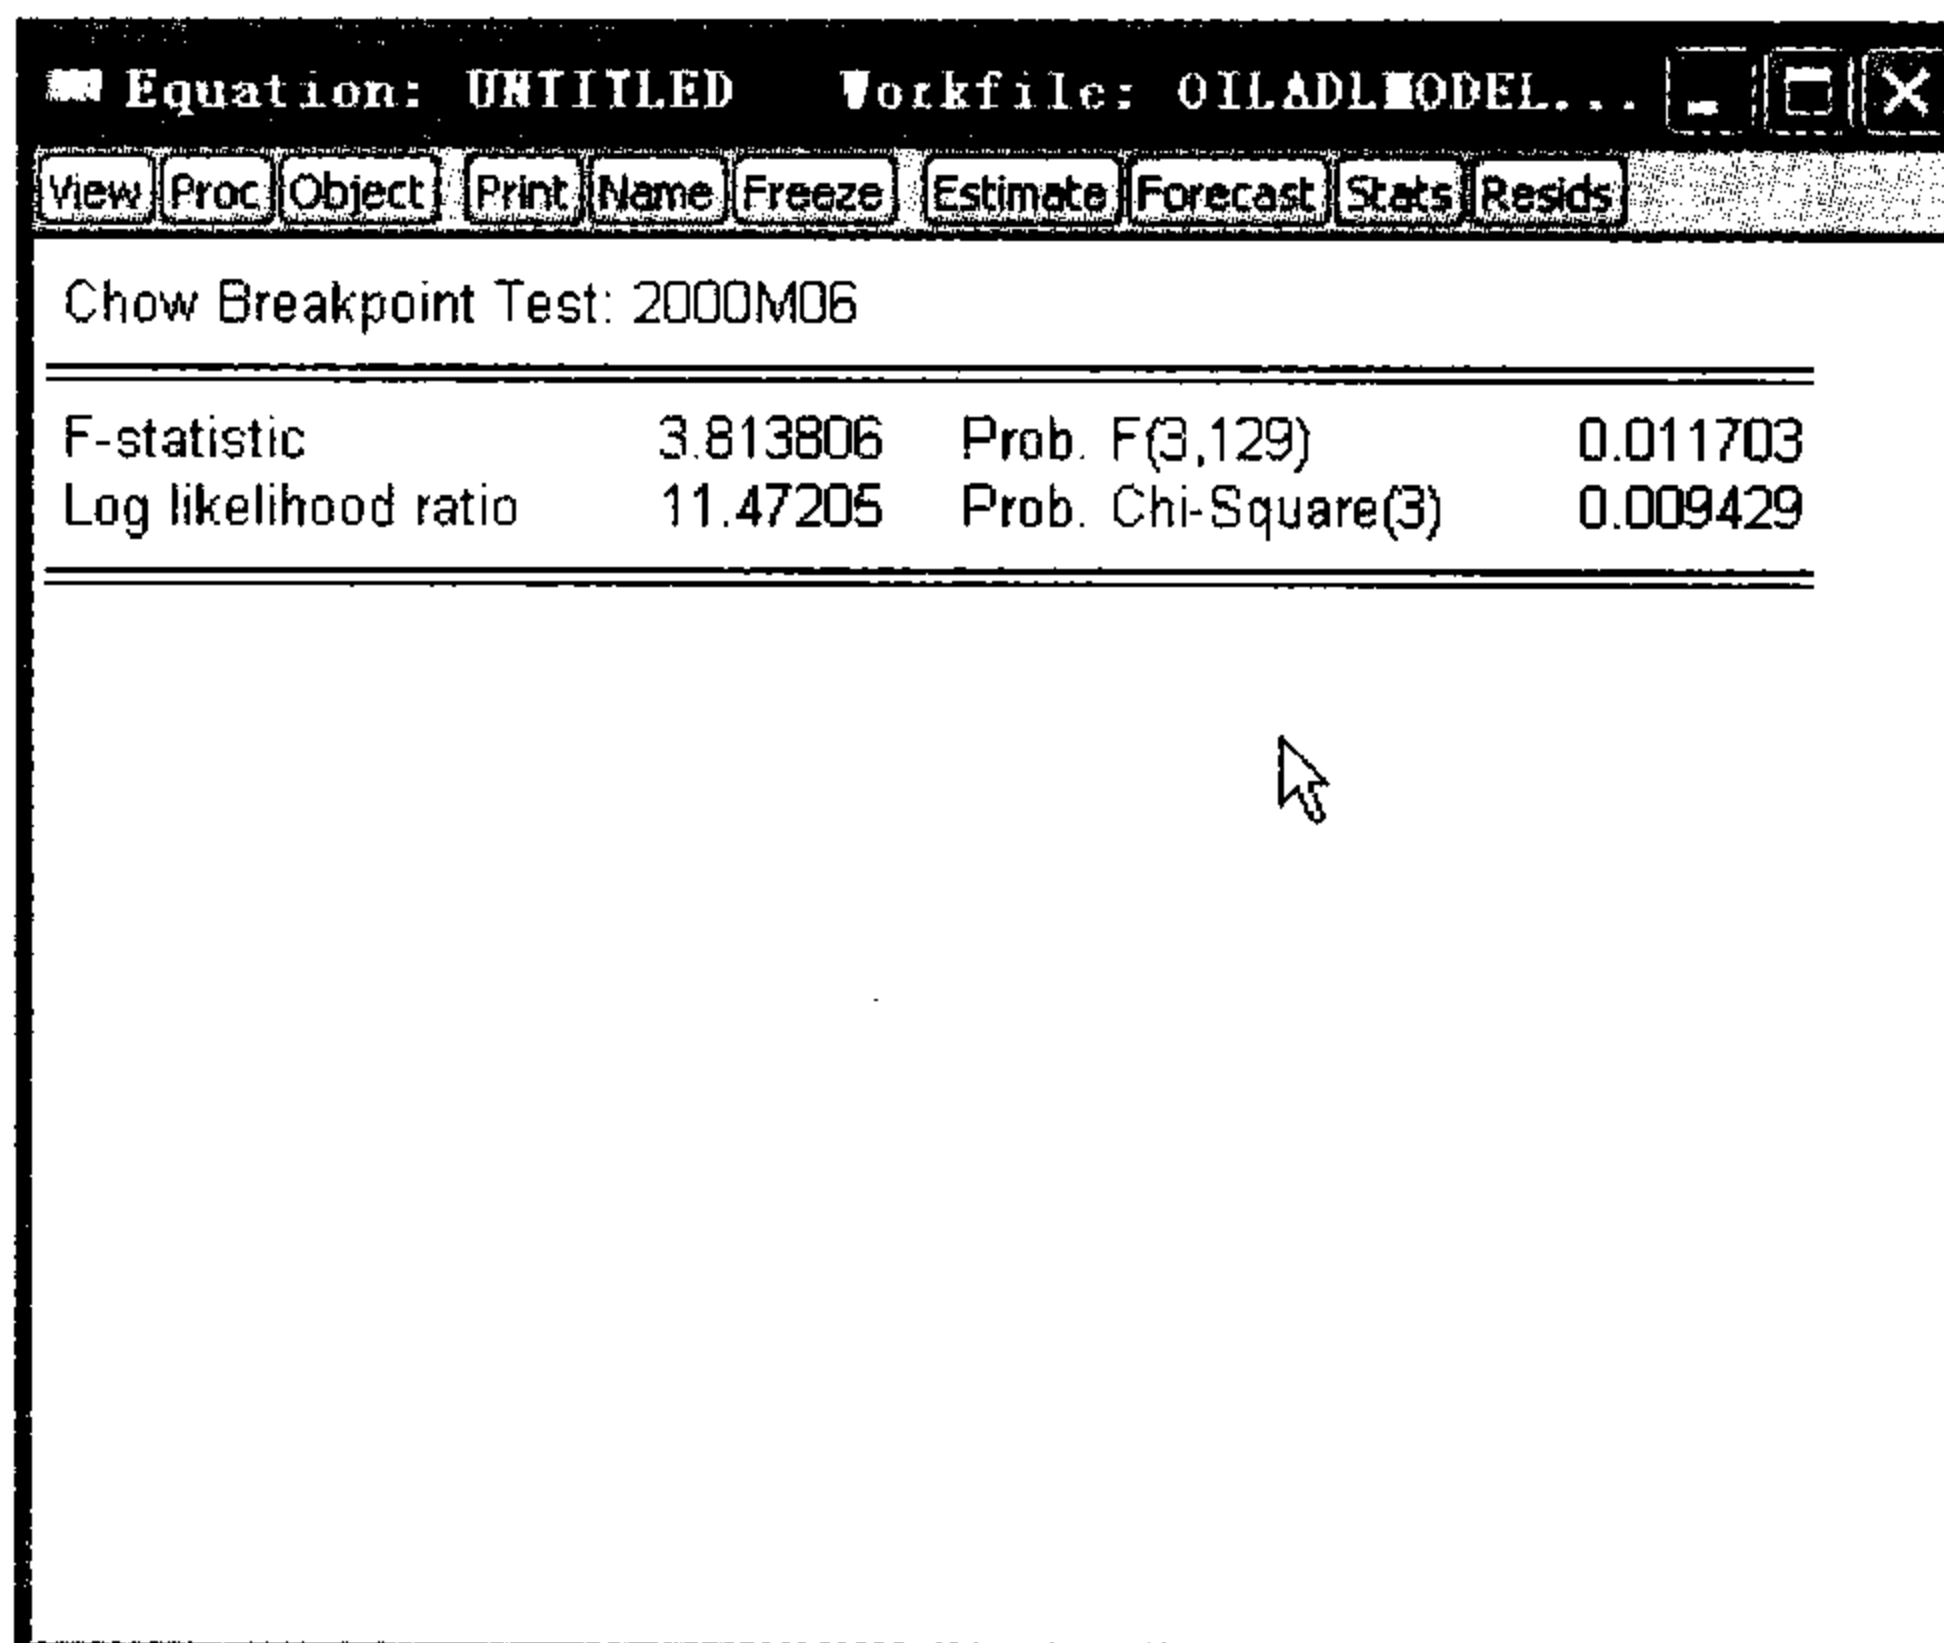 Equation: UNTITLED Workfile: OILADLMODEL...
View Proc Object Print Name Freeze Estimate Forecast Stats Resids
Chow Breakpoint Test: 2000M06
F-statistic 3.813806 Prob. F(3,129) 0.011703
Log likelihood ratio 11.47205 Prob. Chi-Square(3) 0.009429